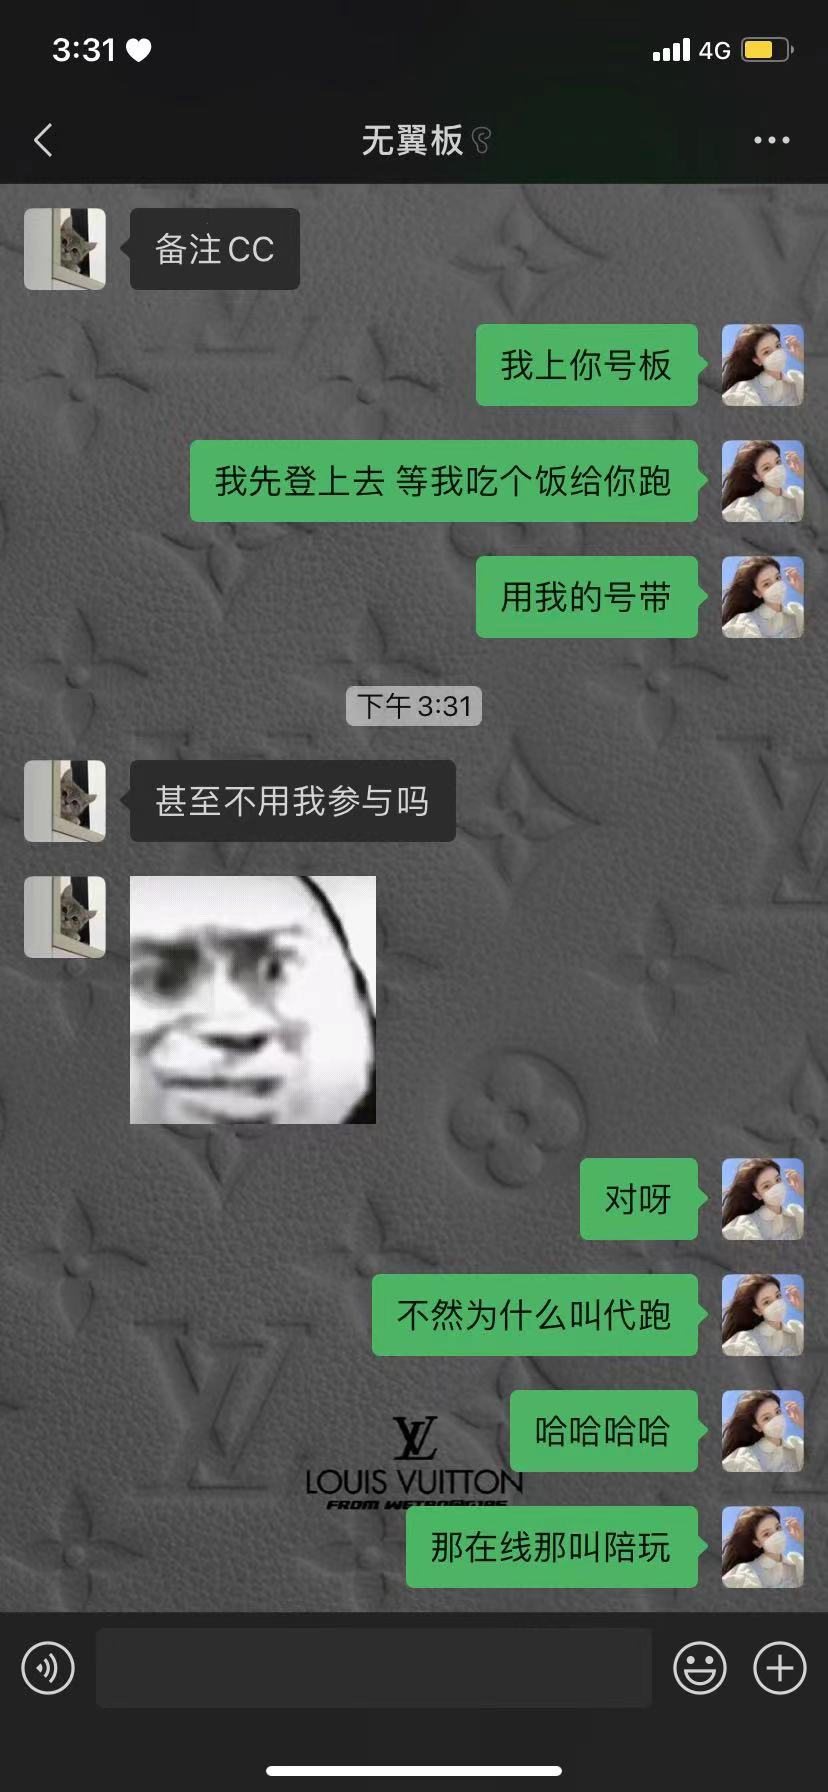 3:31
4G
无翼板
备注CC
我上你号板
我先登上去 等我吃个饭给你跑
用我的号带
下午3:31
甚至不用我参与吗
对呀
不然为什么叫代跑
哈哈哈哈
LOUIS VUITTON
那在线那叫陪玩